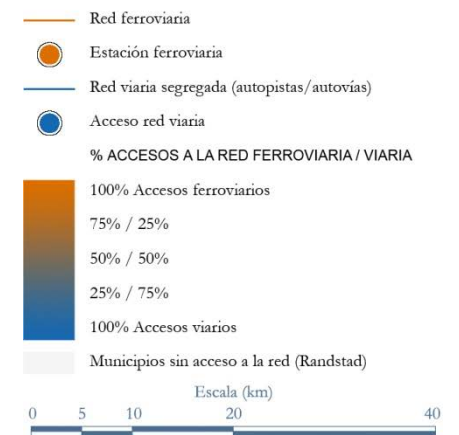 Red ferroviaria
Estación ferroviaria
Red viaria segregada (autopistas/autovías)
Acceso red viaria
% ACCESOS A LA RED FERROVIARIA / VIARIA
100% Accesos ferroviarios
75% / 25%
50% / 50%
25% / 75%
100% Accesos viarios
Municipios sin acceso a la red (Randstad)
Escala (km)
0 5 10 20 40